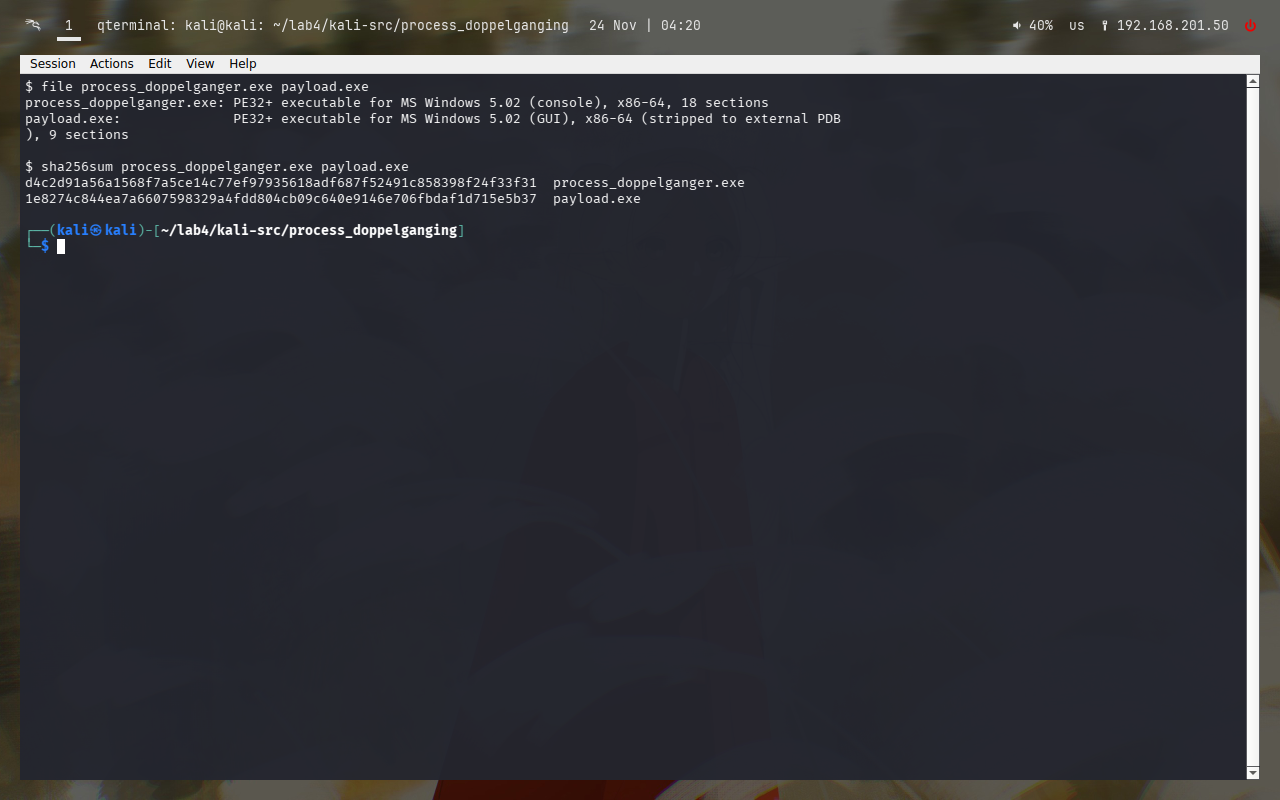 1 qterminal: kali@kali: ~/lab4/kali-src/process_doppelganging 24 Nov | 04:20 40% us 192.168.201.50
Session Actions Edit View Help
$ file process_doppelganger.exe payload.exe
process_doppelganger.exe: PE32+ executable for MS Windows 5.02 (console), x86-64, 18 sections
payload.exe:              PE32+ executable for MS Windows 5.02 (GUI), x86-64 (stripped to external PDB
), 9 sections
$ sha256sum process_doppelganger.exe payload.exe
d4c2d91a56a1568f7a5ce14c77ef97935618adf687f52491c858398f24f33f31  process_doppelganger.exe
1e8274c844ea7a6607598329a4fdd804cb09c640e9146e706fbdaf1d715e5b37  payload.exe
┌──(kali㉿kali)-[~/lab4/kali-src/process_doppelganging]
└─$